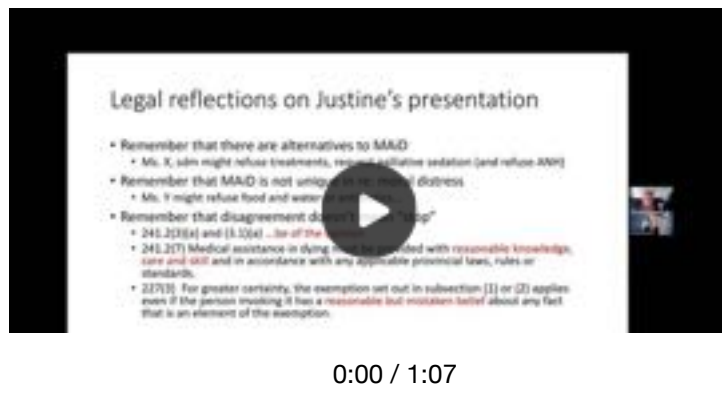 Legal reflections on Justine's presentation
• Remember that there are alternatives to MAiD
• Ms. X, sdm might refuse treatments, palliative sedation (and refuse ANH)
• Remember that MAiD is not unique distress
• Ms. Y might refuse food and water
• Remember that disagreement "stop"
• 241.2(3)(a) and (3.1)(a) ...be of the
• 241.2(7) Medical assistance in dying provided with reasonable knowledge,
care and skill and in accordance with any applicable provincial laws, rules or
standards.
• 227(3) For greater certainty, the exemption set out in subsection (1) or (2) applies
even if the person invoking it has a reasonable but mistaken belief about any fact
that is an element of the exemption.
0:00 / 1:07